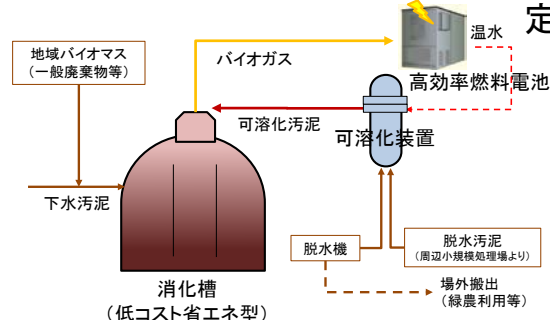 定
地域バイオマス
（一般廃棄物等）
バイオガス
温水
高効率燃料電池
可溶化汚泥
可溶化装置
下水汚泥
脱水機
脱水汚泥
（周辺小規模処理場より）
消化槽
（低コスト省エネ型）
場外搬出
（緑農利用等）